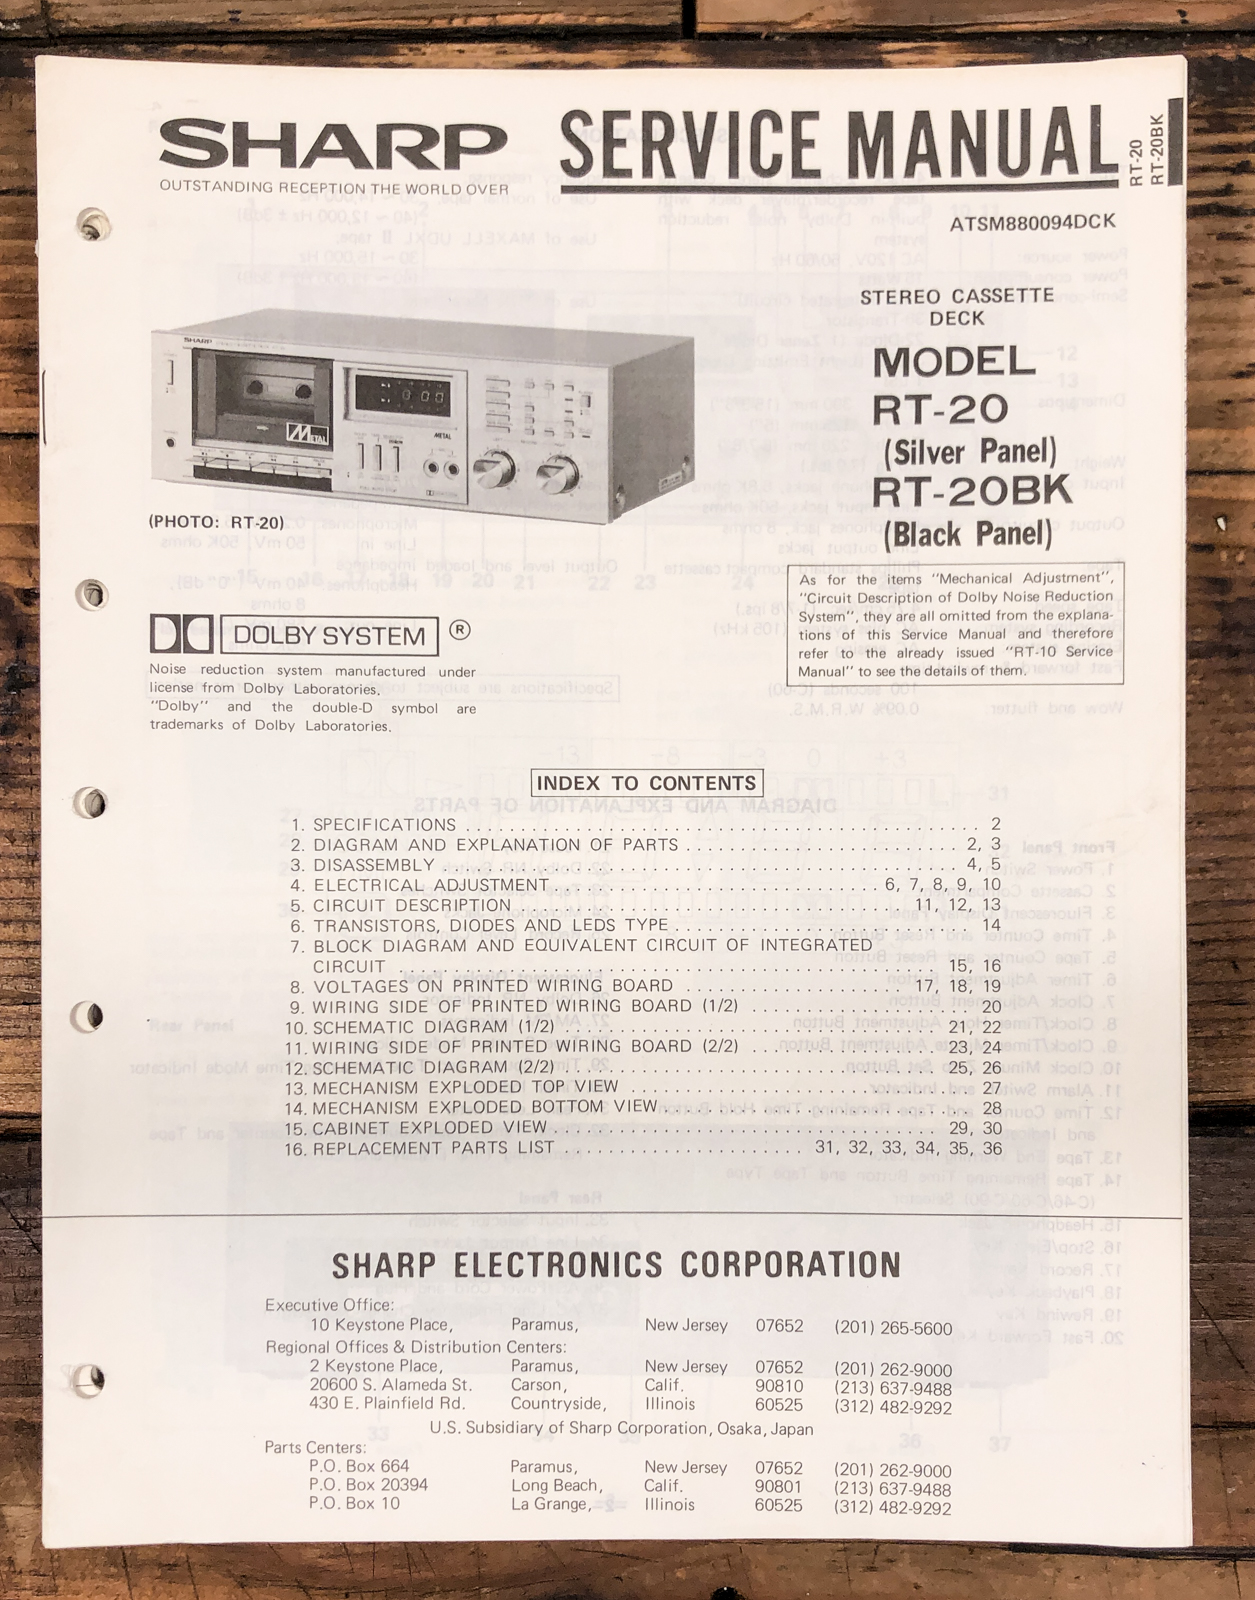 SHARP
OUTSTANDING RECEPTION THE WORLD OVER
SERVICE MANUAL
RT-20
RT-20BK
ATSM880094DCK
STEREO CASSETTE
DECK
MODEL
RT-20
(Silver Panel)
RT-20BK
(Black Panel)
SHARP
METAL
METAL
(PHOTO: RT-20)
DOLBY SYSTEM ®
Noise reduction system manufactured under
license from Dolby Laboratories.
"Dolby" and the double-D symbol are
trademarks of Dolby Laboratories.
As for the items "Mechanical Adjustment",
"Circuit Description of Dolby Noise Reduction
System", they are all omitted from the explana-
tions of this Service Manual and therefore
refer to the already issued "RT-10 Service
Manual" to see the details of them.
INDEX TO CONTENTS
1. SPECIFICATIONS . . . . . . . . . . 2
2. DIAGRAM AND EXPLANATION OF PARTS . . . . . . . . . . 2, 3
3. DISASSEMBLY . . . . . . . . . . 4, 5
4. ELECTRICAL ADJUSTMENT . . . . . . . . . . 6, 7, 8, 9, 10
5. CIRCUIT DESCRIPTION . . . . . . . . . . 11, 12, 13
6. TRANSISTORS, DIODES AND LEDS TYPE . . . . . . . . . . 14
7. BLOCK DIAGRAM AND EQUIVALENT CIRCUIT OF INTEGRATED
CIRCUIT . . . . . . . . . . 15, 16
8. VOLTAGES ON PRINTED WIRING BOARD . . . . . . . . . . 17, 18, 19
9. WIRING SIDE OF PRINTED WIRING BOARD (1/2) . . . . . . . . . . 20
10. SCHEMATIC DIAGRAM (1/2) . . . . . . . . . . 21, 22
11. WIRING SIDE OF PRINTED WIRING BOARD (2/2) . . . . . . . . . . 23, 24
12. SCHEMATIC DIAGRAM (2/2) . . . . . . . . . . 25, 26
13. MECHANISM EXPLODED TOP VIEW . . . . . . . . . . 27
14. MECHANISM EXPLODED BOTTOM VIEW . . . . . . . . . . 28
15. CABINET EXPLODED VIEW . . . . . . . . . . 29, 30
16. REPLACEMENT PARTS LIST . . . . . . . . . . 31, 32, 33, 34, 35, 36
SHARP ELECTRONICS CORPORATION
Executive Office:
10 Keystone Place, Paramus, New Jersey 07652 (201) 265-5600
Regional Offices & Distribution Centers:
2 Keystone Place, Paramus, New Jersey 07652 (201) 262-9000
20600 S. Alameda St. Carson, Calif. 90810 (213) 637-9488
430 E. Plainfield Rd. Countryside, Illinois 60525 (312) 482-9292
U.S. Subsidiary of Sharp Corporation, Osaka, Japan
Parts Centers:
P.O. Box 664 Paramus, New Jersey 07652 (201) 262-9000
P.O. Box 20394 Long Beach, Calif. 90801 (213) 637-9488
P.O. Box 10 La Grange, Illinois 60525 (312) 482-9292